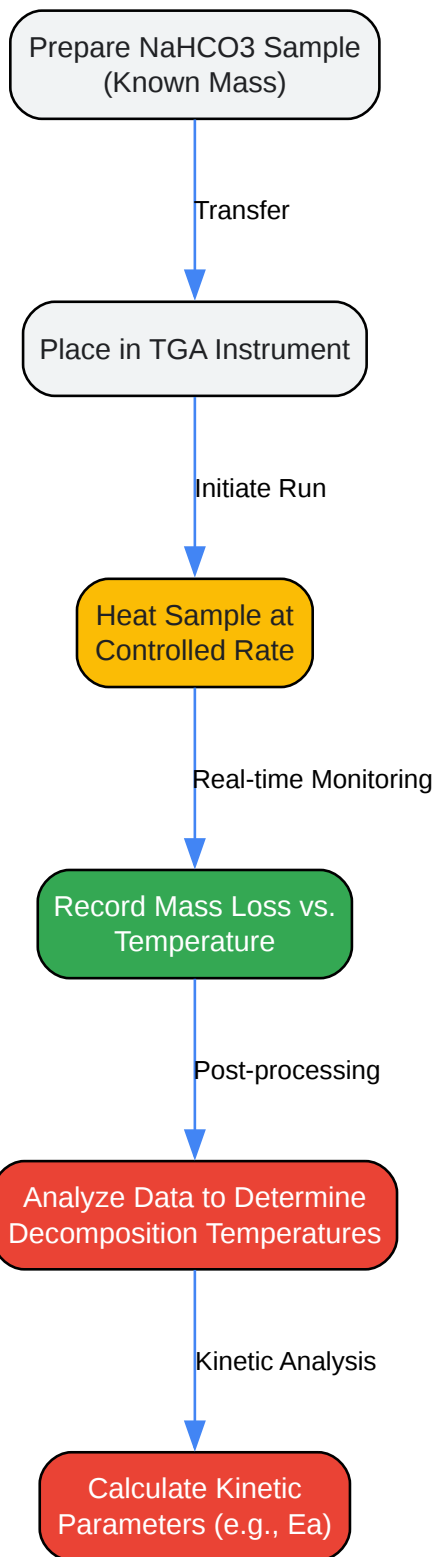 Prepare NaHCO3 Sample
(Known Mass)
Transfer
Place in TGA Instrument
Initiate Run
Heat Sample at
Controlled Rate
Real-time Monitoring
Record Mass Loss vs.
Temperature
Post-processing
Analyze Data to Determine
Decomposition Temperatures
Kinetic Analysis
Calculate Kinetic
Parameters (e.g., Ea)